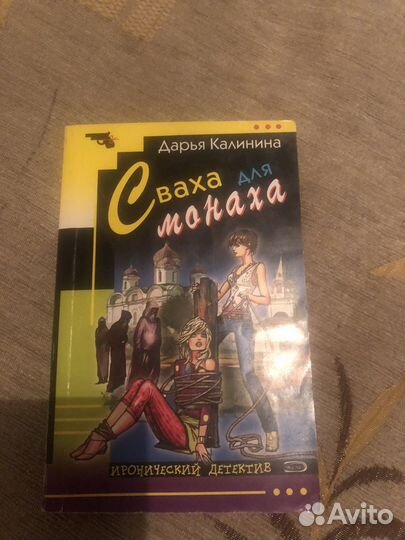 Дарья Калинина
Сваха для
монаха
ИРОНИЧЕСКИЙ ДЕТЕКТИВ
Avito